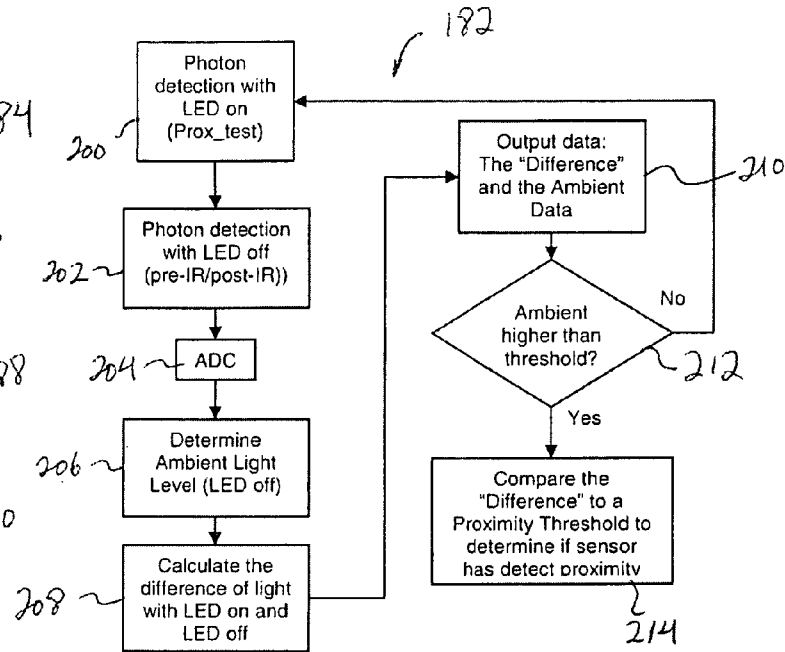 182
Photon
detection with
LED on
(Prox_test)
84
200
Photon detection
with LED off
(pre-IR/post-IR))
202
ADC
204
88
Determine
Ambient Light
Level (LED off)
206
0
Calculate the
difference of light
with LED on and
LED off
208
Output data:
The “Difference”
and the Ambient
Data
210
Ambient
higher than
threshold?
No
212
Yes
Compare the
“Difference” to a
Proximity Threshold to
determine if sensor
has detect proximity
214